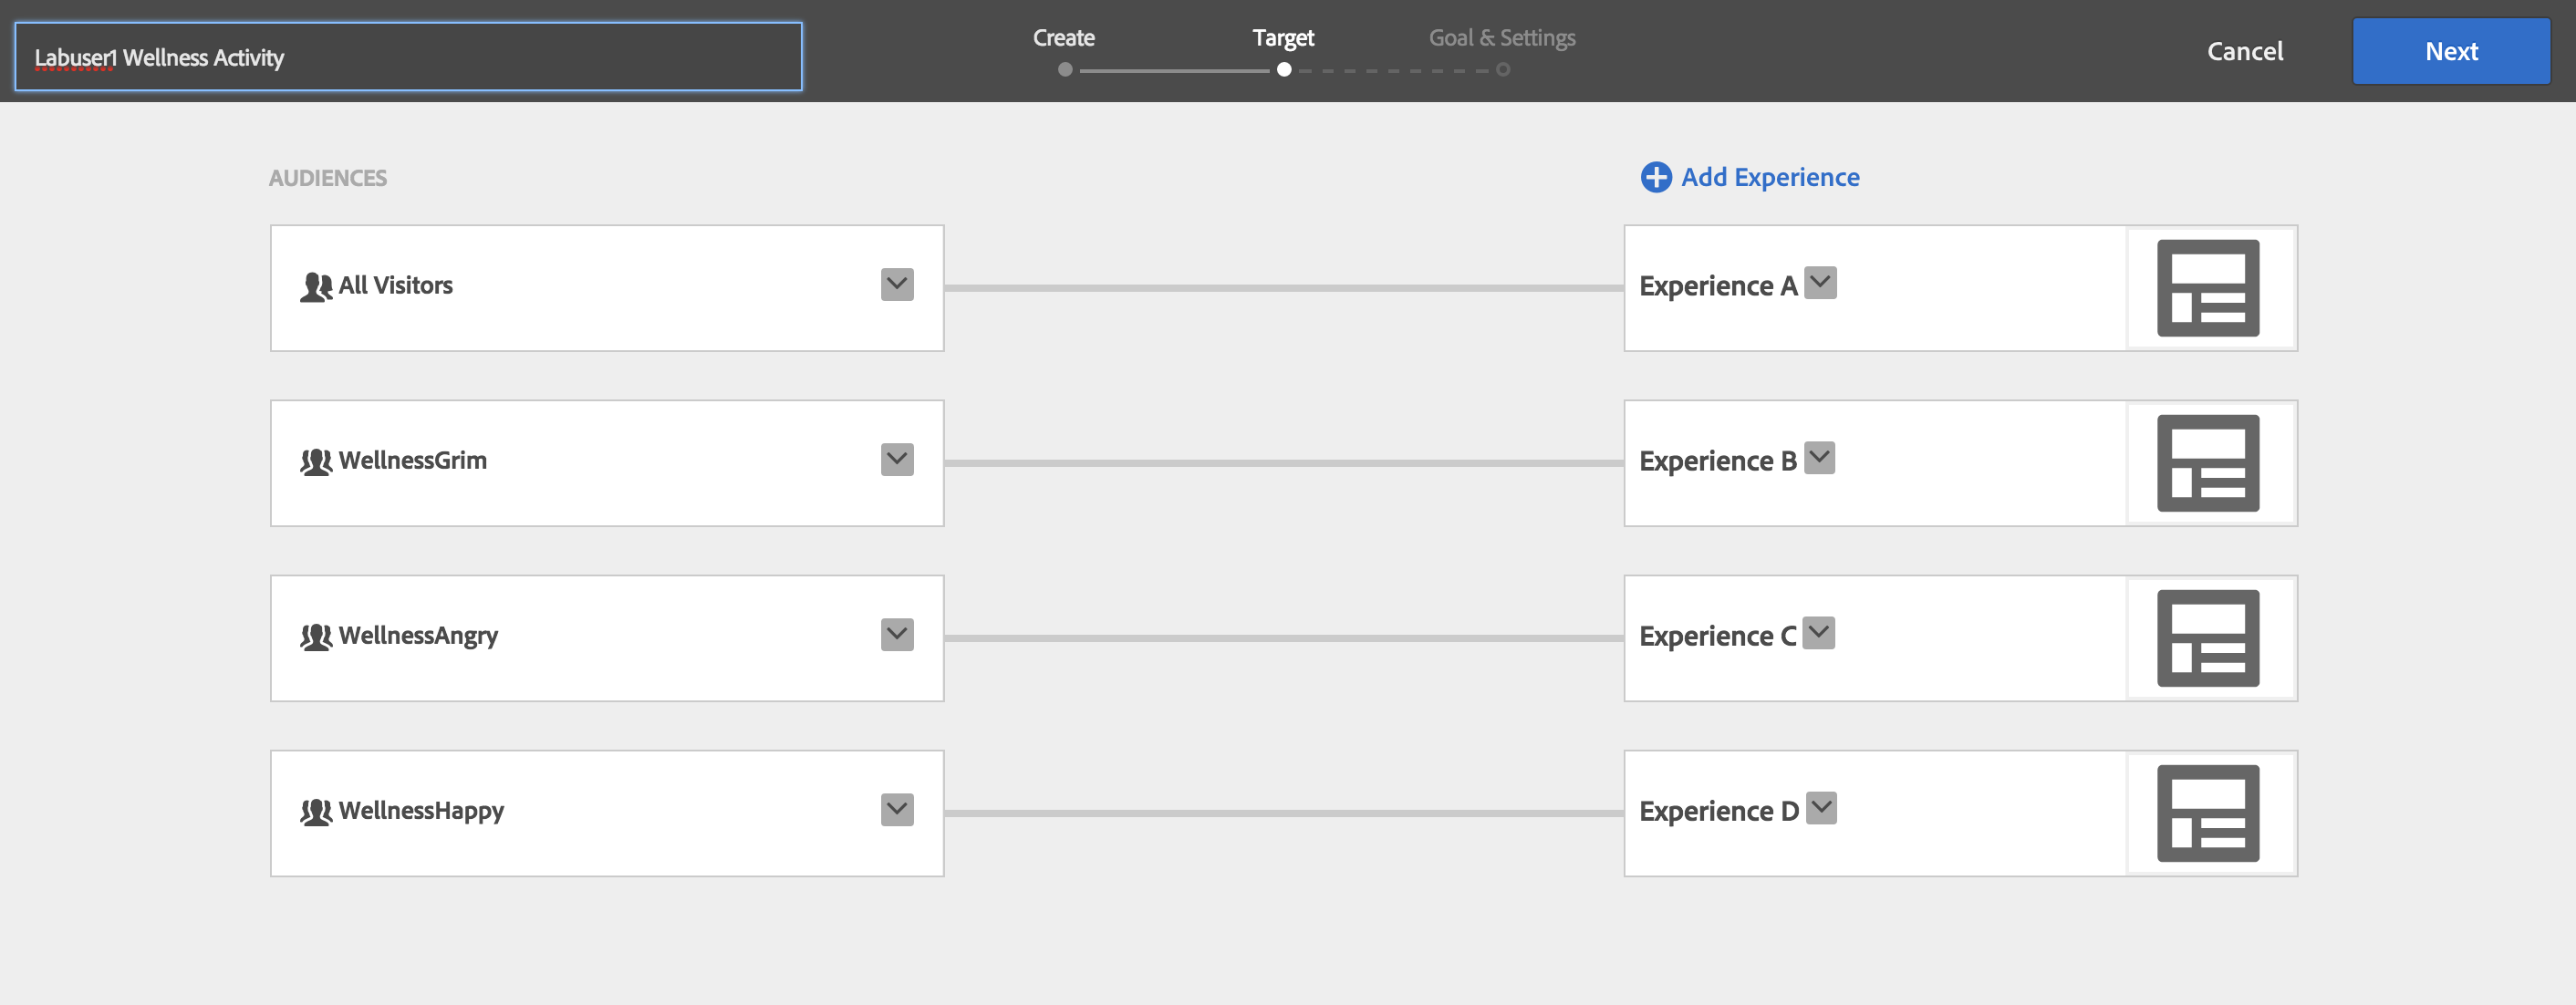 Labuser1 Wellness Activity
Create
Target
Goal & Settings
Cancel
Next
AUDIENCES
Add Experience
All Visitors
Experience A
WellnessGrim
Experience B
WellnessAngry
Experience C
WellnessHappy
Experience D